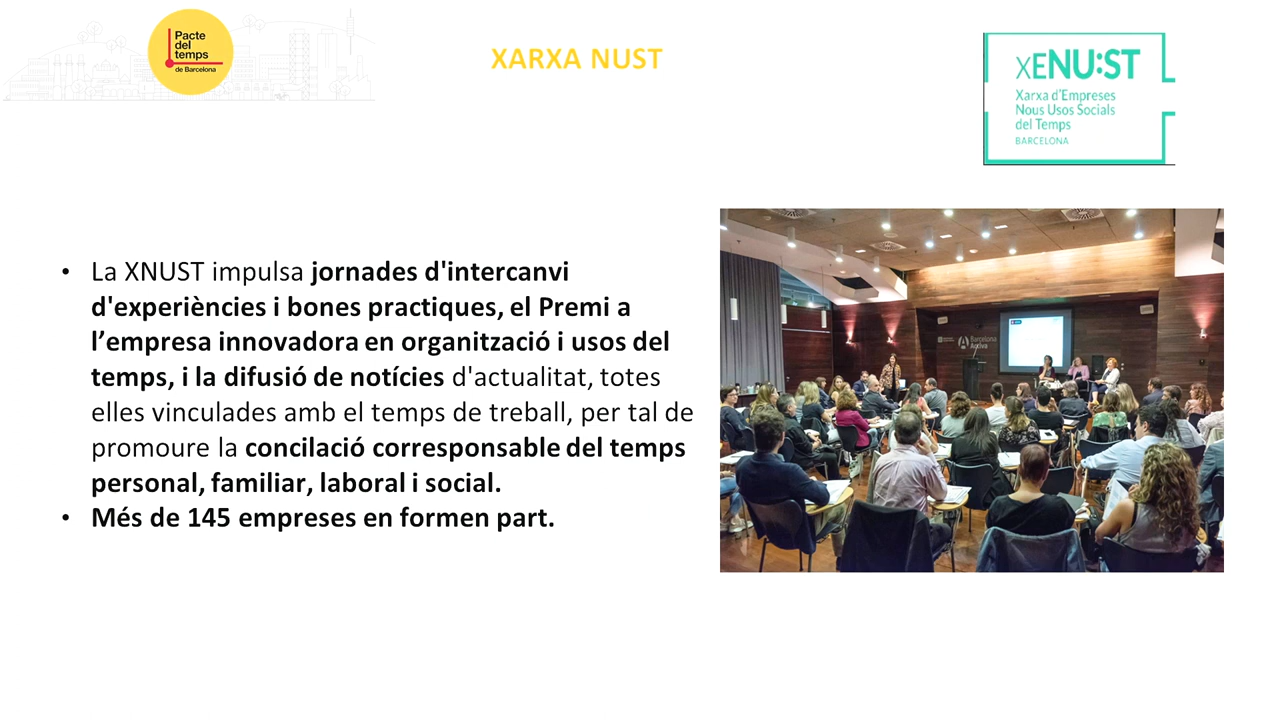 Pacte
del
temps
de Barcelona
XARXA NUST
xENU:ST
Xarxa d'Empreses
Nous Usos Socials
del Temps
BARCELONA
• La XNUST impulsa jornades d'intercanvi
d'experiències i bones practiques, el Premi a
l’empresa innovadora en organització i usos del
temps, i la difusió de notícies d'actualitat, totes
elles vinculades amb el temps de treball, per tal de
promoure la concilació corresponsable del temps
personal, familiar, laboral i social.
• Més de 145 empreses en formen part.
Barcelona
Activa